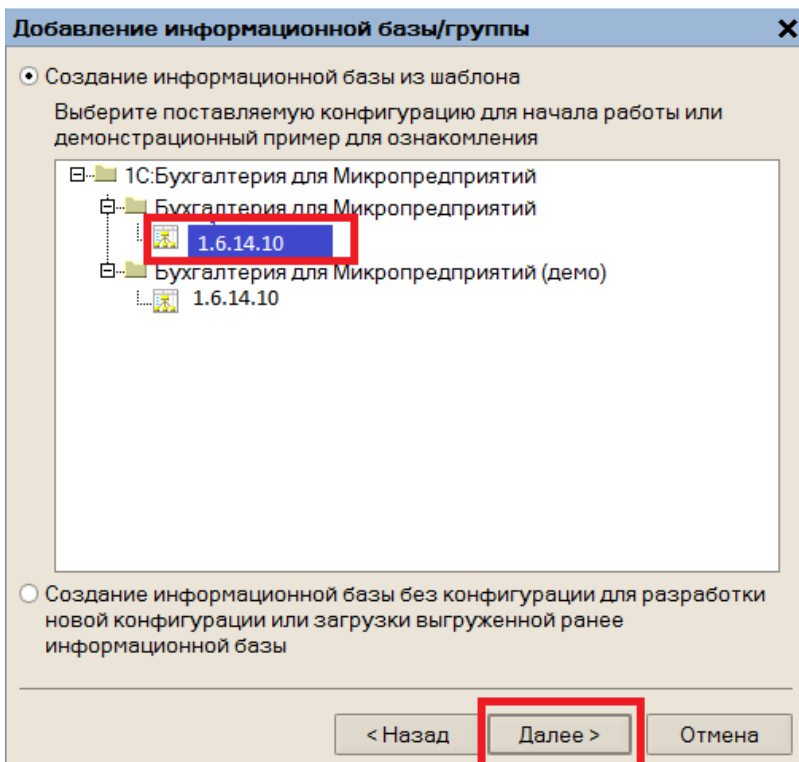 Добавление информационной базы/группы
Создание информационной базы из шаблона
Выберите поставляемую конфигурацию для начала работы или
демонстрационный пример для ознакомления
1С:Бухгалтерия для Микропредприятий
Бухгалтерия для Микропредприятий
1.6.14.10
Бухгалтерия для Микропредприятий (демо)
1.6.14.10
Создание информационной базы без конфигурации для разработки
новой конфигурации или загрузки выгруженной ранее
информационной базы
< Назад Далее > Отмена